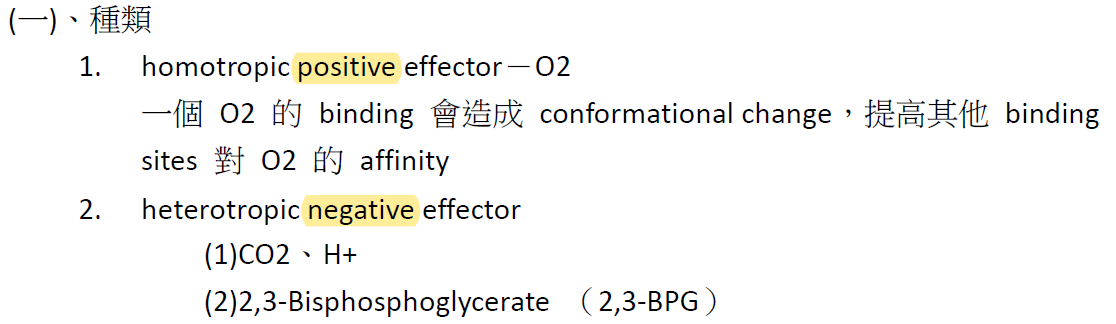 (一)、種類
1. homotropic positive effector－O2
一個 O2 的 binding 會造成 conformational change，提高其他 binding
sites 對 O2 的 affinity
2. heterotropic negative effector
(1)CO2、H+
(2)2,3-Bisphosphoglycerate （2,3-BPG）